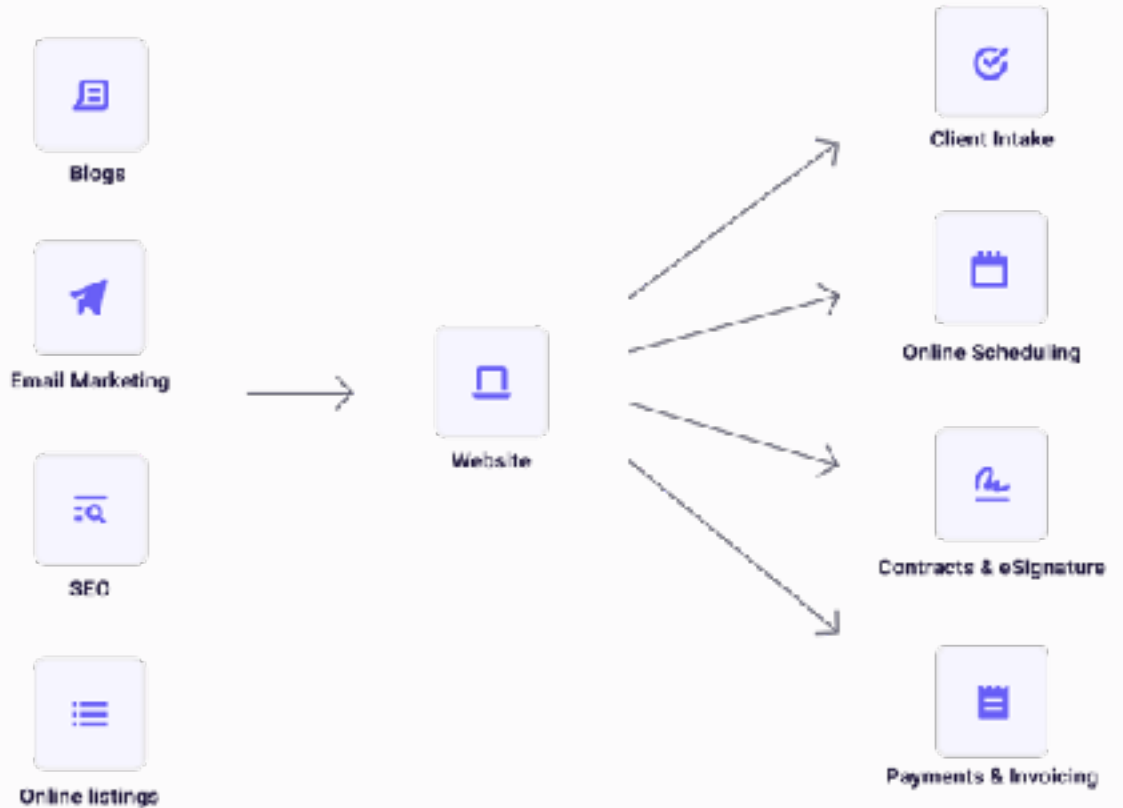 Blogs
Email Marketing
SEO
Online listings
Website
Client Intake
Online Scheduling
Contracts & eSignature
Payments & Invoicing